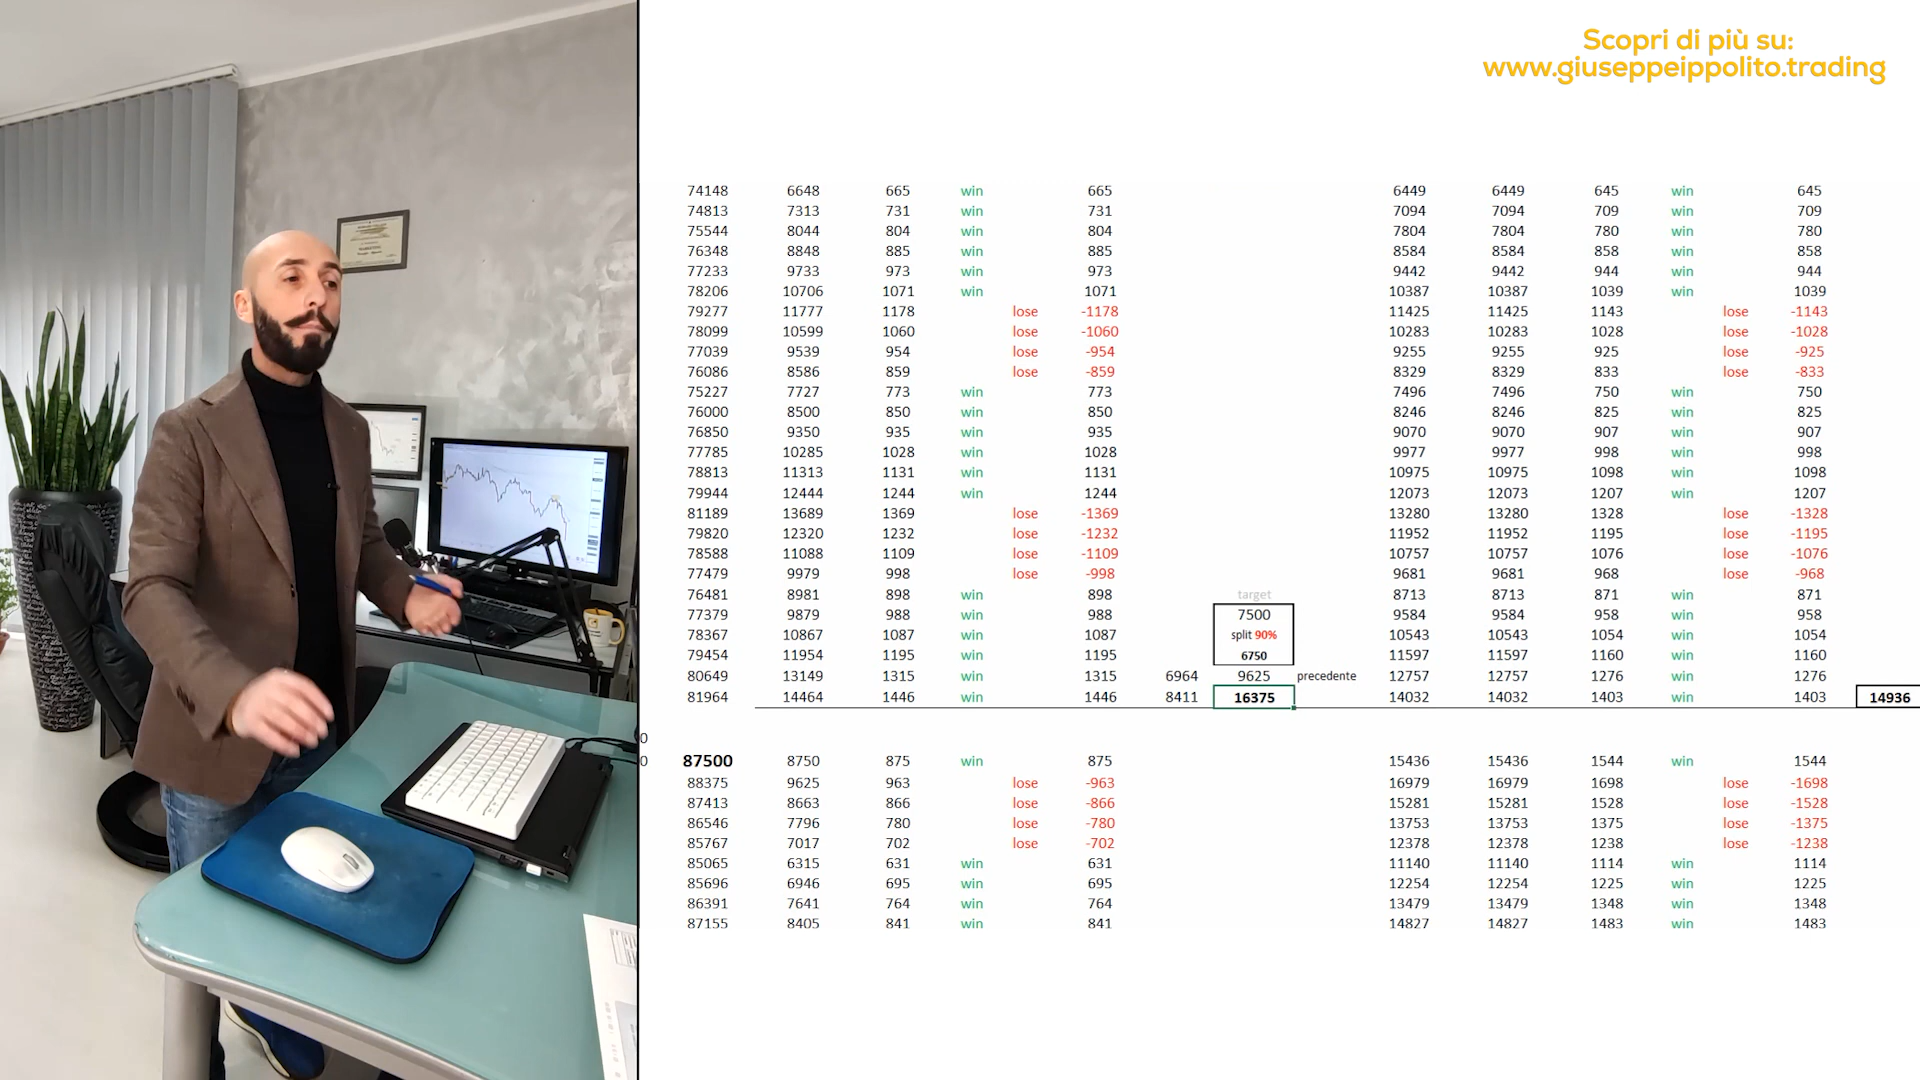 Scopri di più su:
www.giuseppeippolito.trading
74148 6648 665 win 665 6449 6449 645 win 645
74813 7313 731 win 731 7094 7094 709 win 709
75544 8044 804 win 804 7804 7804 780 win 780
76348 8848 885 win 885 8584 8584 858 win 858
77233 9733 973 win 973 9442 9442 944 win 944
78206 10706 1071 win 1071 10387 10387 1039 win 1039
79277 11777 1178 lose -1178 11425 11425 1143 lose -1143
78099 10599 1060 lose -1060 10283 10283 1028 lose -1028
77039 9539 954 lose -954 9255 9255 925 lose -925
76086 8586 859 lose -859 8329 8329 833 lose -833
75227 7727 773 win 773 7496 7496 750 win 750
76000 8500 850 win 850 8246 8246 825 win 825
76850 9350 935 win 935 9070 9070 907 win 907
77785 10285 1028 win 1028 9977 9977 998 win 998
78813 11313 1131 win 1131 10975 10975 1098 win 1098
79944 12444 1244 win 1244 12073 12073 1207 win 1207
81189 13689 1369 lose -1369 13280 13280 1328 lose -1328
79820 12320 1232 lose -1232 11952 11952 1195 lose -1195
78588 11088 1109 lose -1109 10757 10757 1076 lose -1076
77479 9979 998 lose -998 9681 9681 968 lose -968
76481 8981 898 win 898 target 8713 8713 871 win 871
77379 9879 988 win 988 7500 9584 9584 958 win 958
78367 10867 1087 win 1087 split 90% 10543 10543 1054 win 1054
79454 11954 1195 win 1195 6750 11597 11597 1160 win 1160
80649 13149 1315 win 1315 6964 9625 precedente 12757 12757 1276 win 1276
81964 14464 1446 win 1446 8411 16375 14032 14032 1403 win 1403 14936
0
0 87500 8750 875 win 875 15436 15436 1544 win 1544
88375 9625 963 lose -963 16979 16979 1698 lose -1698
87413 8663 866 lose -866 15281 15281 1528 lose -1528
86546 7796 780 lose -780 13753 13753 1375 lose -1375
85767 7017 702 lose -702 12378 12378 1238 lose -1238
85065 6315 631 win 631 11140 11140 1114 win 1114
85696 6946 695 win 695 12254 12254 1225 win 1225
86391 7641 764 win 764 13479 13479 1348 win 1348
87155 8405 841 win 841 14827 14827 1483 win 1483